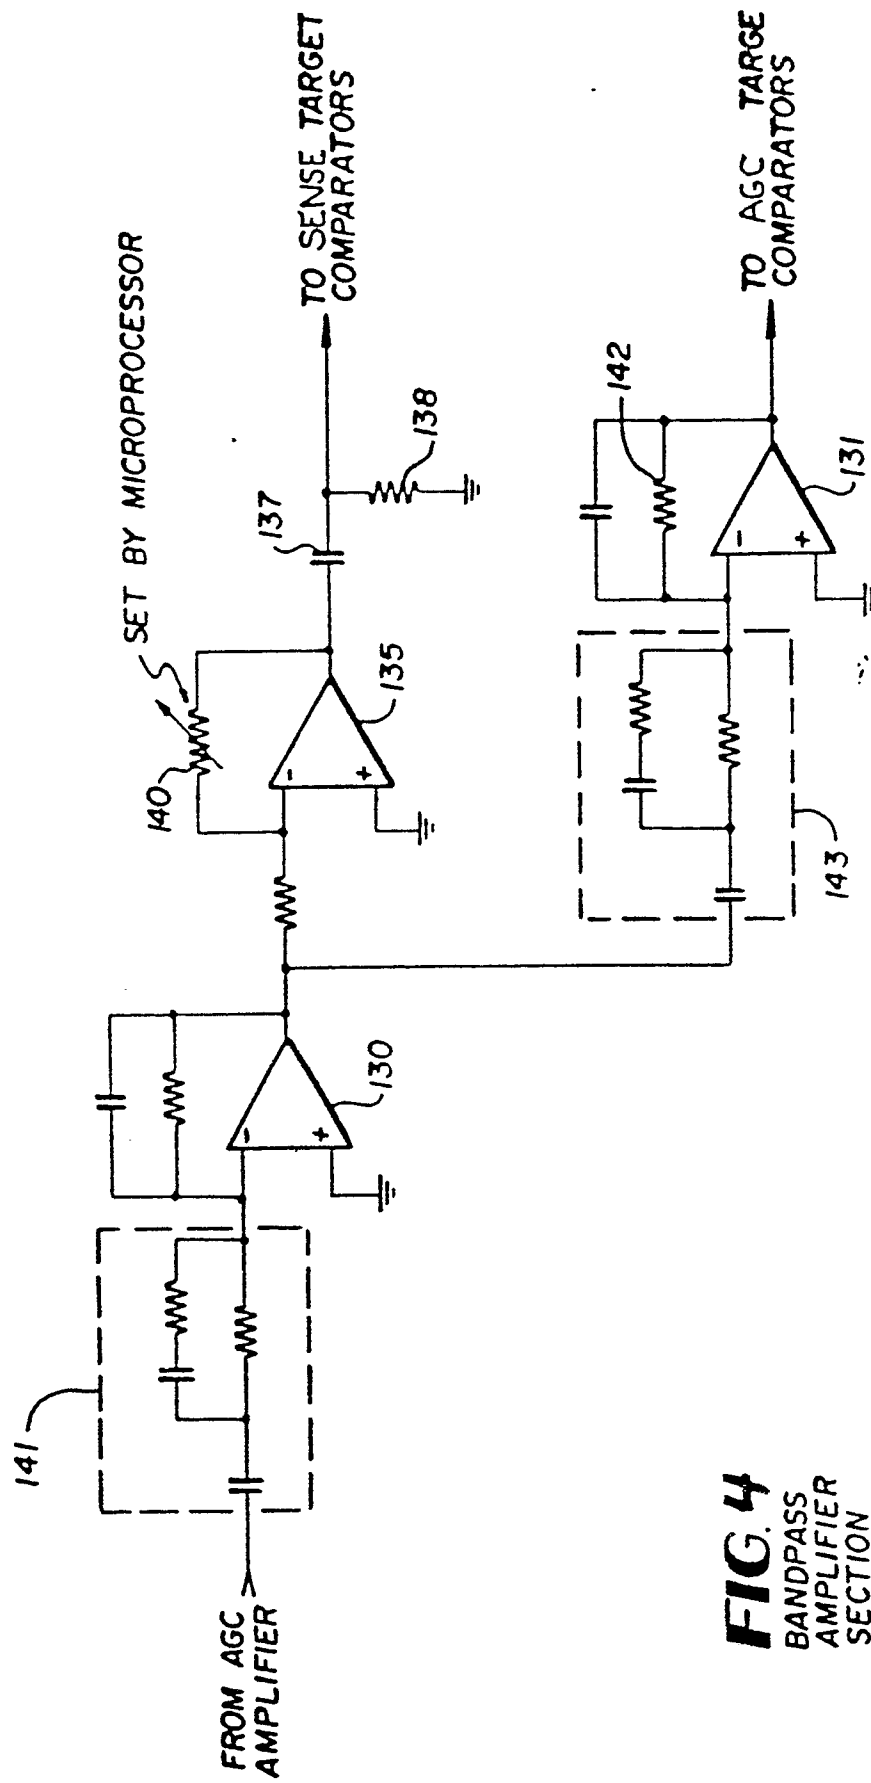 FROM AGC
AMPLIFIER
141
-
+
130
140
SET BY MICROPROCESSOR
-
+
135
137
138
TO SENSE TARGET
COMPARATORS
143
142
-
+
131
TO AGC TARGE
COMPARATORS
FIG. 4
BANDPASS
AMPLIFIER
SECTION